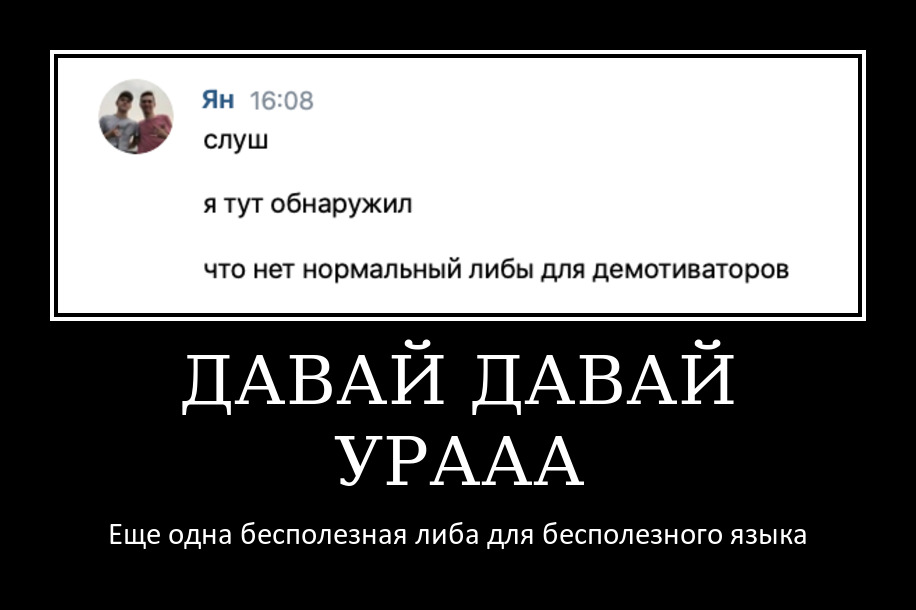 Ян 16:08
слуш
я тут обнаружил
что нет нормальный либы для демотиваторов
ДАВАЙ ДАВАЙ
УРААА
Еще одна бесполезная либа для бесполезного языка